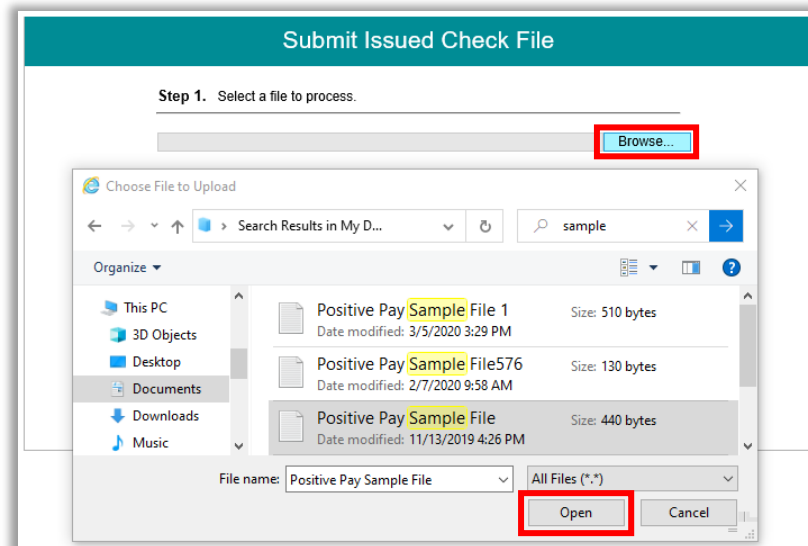 Submit Issued Check File
Step 1. Select a file to process.
Browse...
Choose File to Upload
Search Results in My D...
sample
Organize
This PC
3D Objects
Desktop
Documents
Downloads
Music
Positive Pay Sample File 1
Date modified: 3/5/2020 3:29 PM
Size: 510 bytes
Positive Pay Sample File576
Date modified: 2/7/2020 9:58 AM
Size: 130 bytes
Positive Pay Sample File
Date modified: 11/13/2019 4:26 PM
Size: 440 bytes
File name: Positive Pay Sample File
All Files (*.*)
Open
Cancel